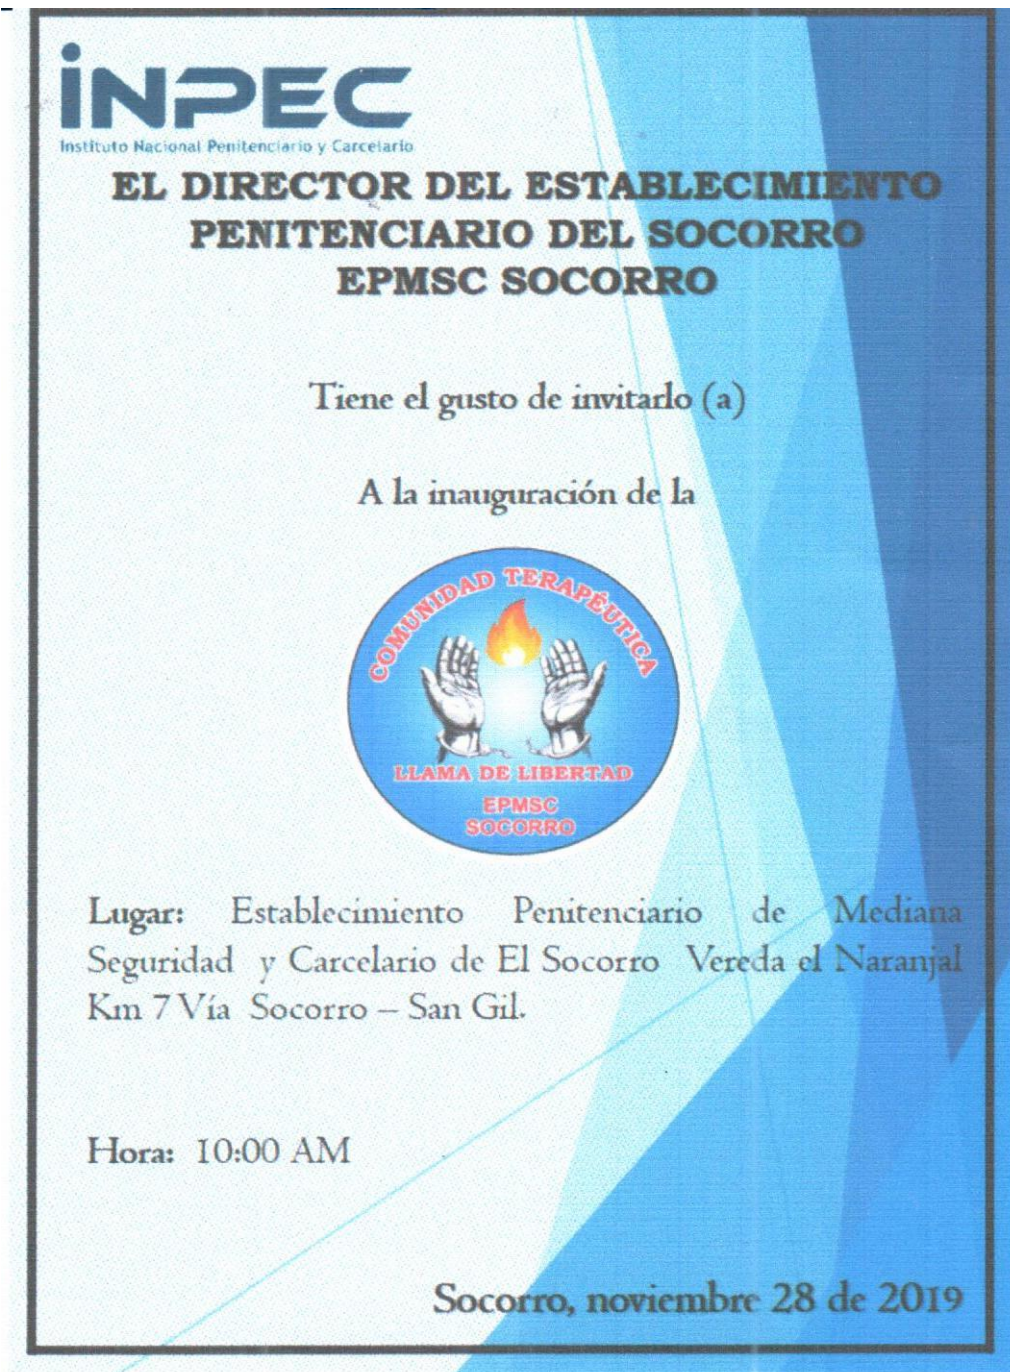 iNPEC
Instituto Nacional Penitenciario y Carcelario
EL DIRECTOR DEL ESTABLECIMIENTO
PENITENCIARIO DEL SOCORRO
EPMSC SOCORRO
Tiene el gusto de invitarlo (a)
A la inauguración de la
COMUNIDAD TERAPÉUTICA
LLAMA DE LIBERTAD
EPMSC
SOCORRO
Lugar: Establecimiento Penitenciario de Mediana
Seguridad y Carcelario de El Socorro Vereda el Naranjal
Km 7 Vía Socorro – San Gil.
Hora: 10:00 AM
Socorro, noviembre 28 de 2019